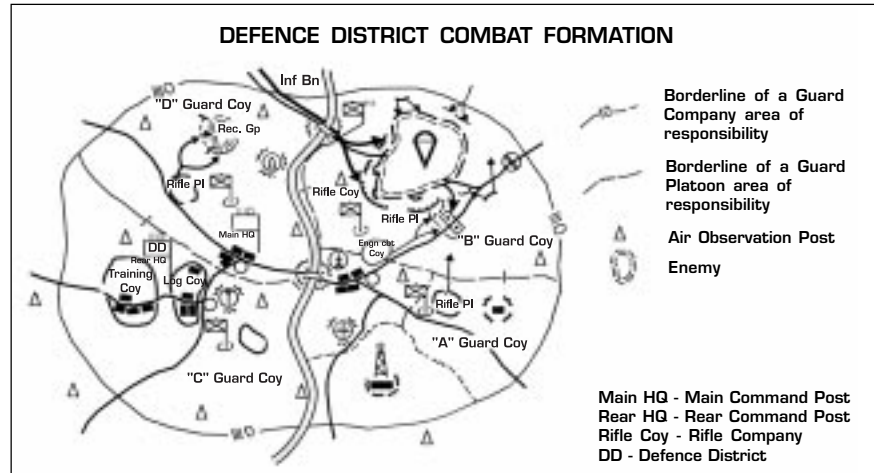 DEFENCE DISTRICT COMBAT FORMATION
Inf Bn
"D" Guard Coy
Rec. Gp
Rifle Pl
Rifle Coy
Rifle Pl
Main HQ
Engn cbt
Coy
"B" Guard Coy
DD
Rear HQ
Training
Coy
Log Coy
Rifle Pl
"A" Guard Coy
"C" Guard Coy
Borderline of a Guard
Company area of
responsibility
Borderline of a Guard
Platoon area of
responsibility
Air Observation Post
Enemy
Main HQ - Main Command Post
Rear HQ - Rear Command Post
Rifle Coy - Rifle Company
DD - Defence District